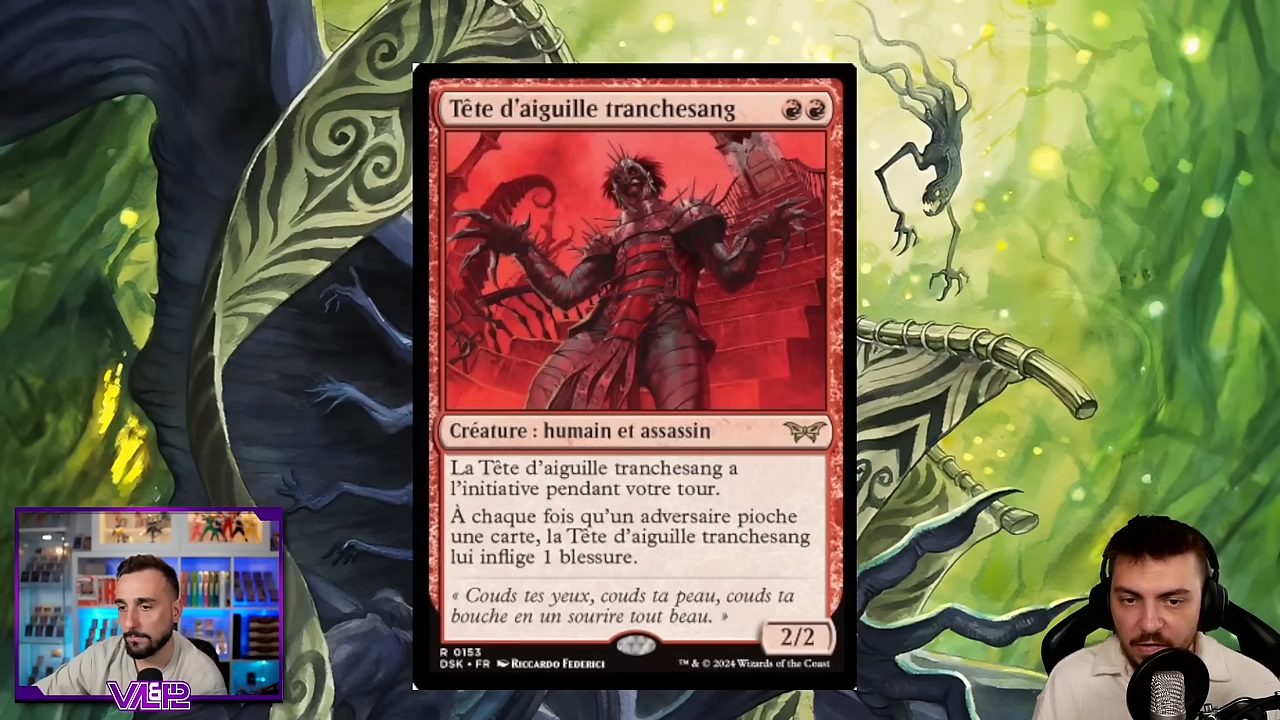 Tête d'aiguille tranchesang
Créature : humain et assassin
La Tête d'aiguille tranchesang a
l'initiative pendant votre tour.
À chaque fois qu'un adversaire pioche
une carte, la Tête d'aiguille tranchesang
lui inflige 1 blessure.
« Couds tes yeux, couds ta peau, couds ta
bouche en un sourire tout beau. »
2/2
R 0153
DSK • FR Riccardo Federici
™ & © 2024 Wizards of the Coast